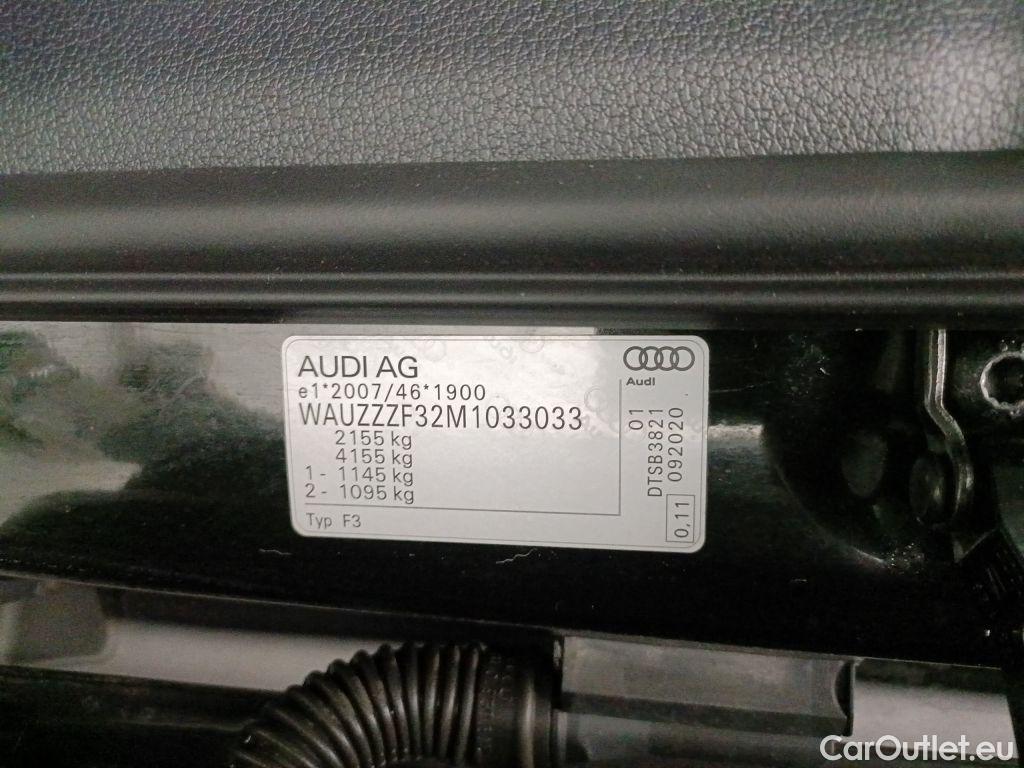 AUDI AG
e1*2007/46*1900
WAUZZZF32M1033033
2155 kg
4155 kg
1 - 1145 kg
2 - 1095 kg
Typ F3
Audi
01
DTSB3821
092020
0,11
CarOutlet.eu